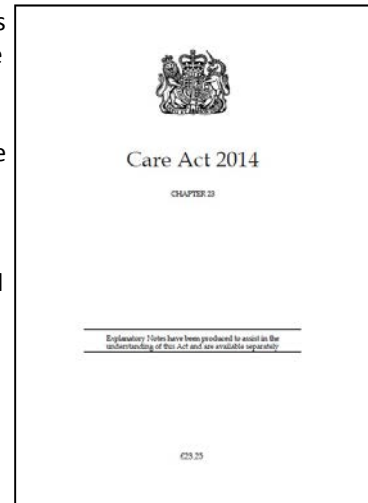 s
e
e
l
Care Act 2014
CHAPTER 23
Explanatory Notes have been produced to assist in the
understanding of this Act and are available separately
£23.25